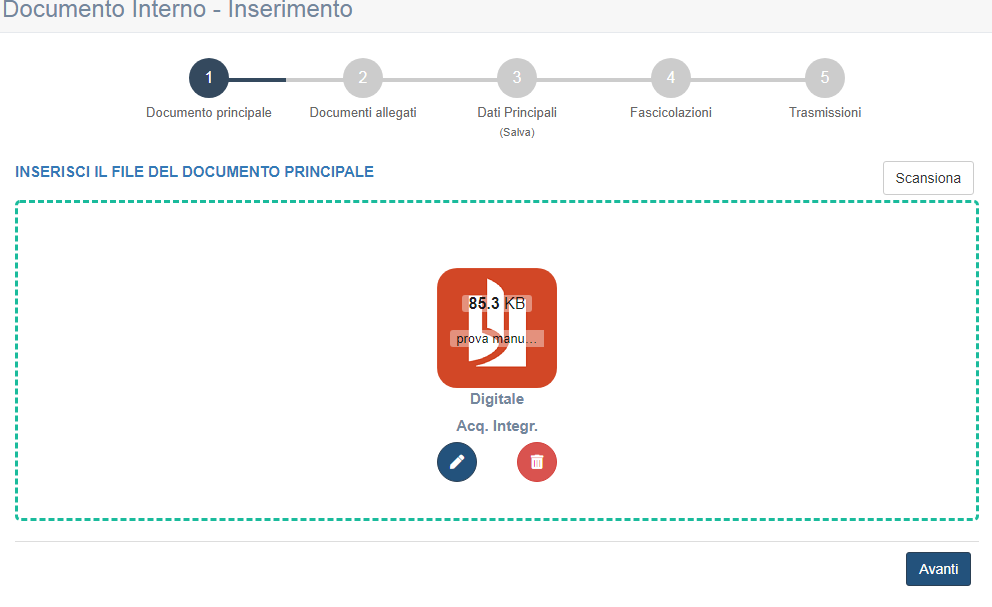 Documento Interno - Inserimento
1
2
3
4
5
Documento principale
Documenti allegati
Dati Principali
(Salva)
Fascicolazioni
Trasmissioni
INSERISCI IL FILE DEL DOCUMENTO PRINCIPALE
Scansiona
85.3 KB
prova manu...
Digitale
Acq. Integr.
Avanti